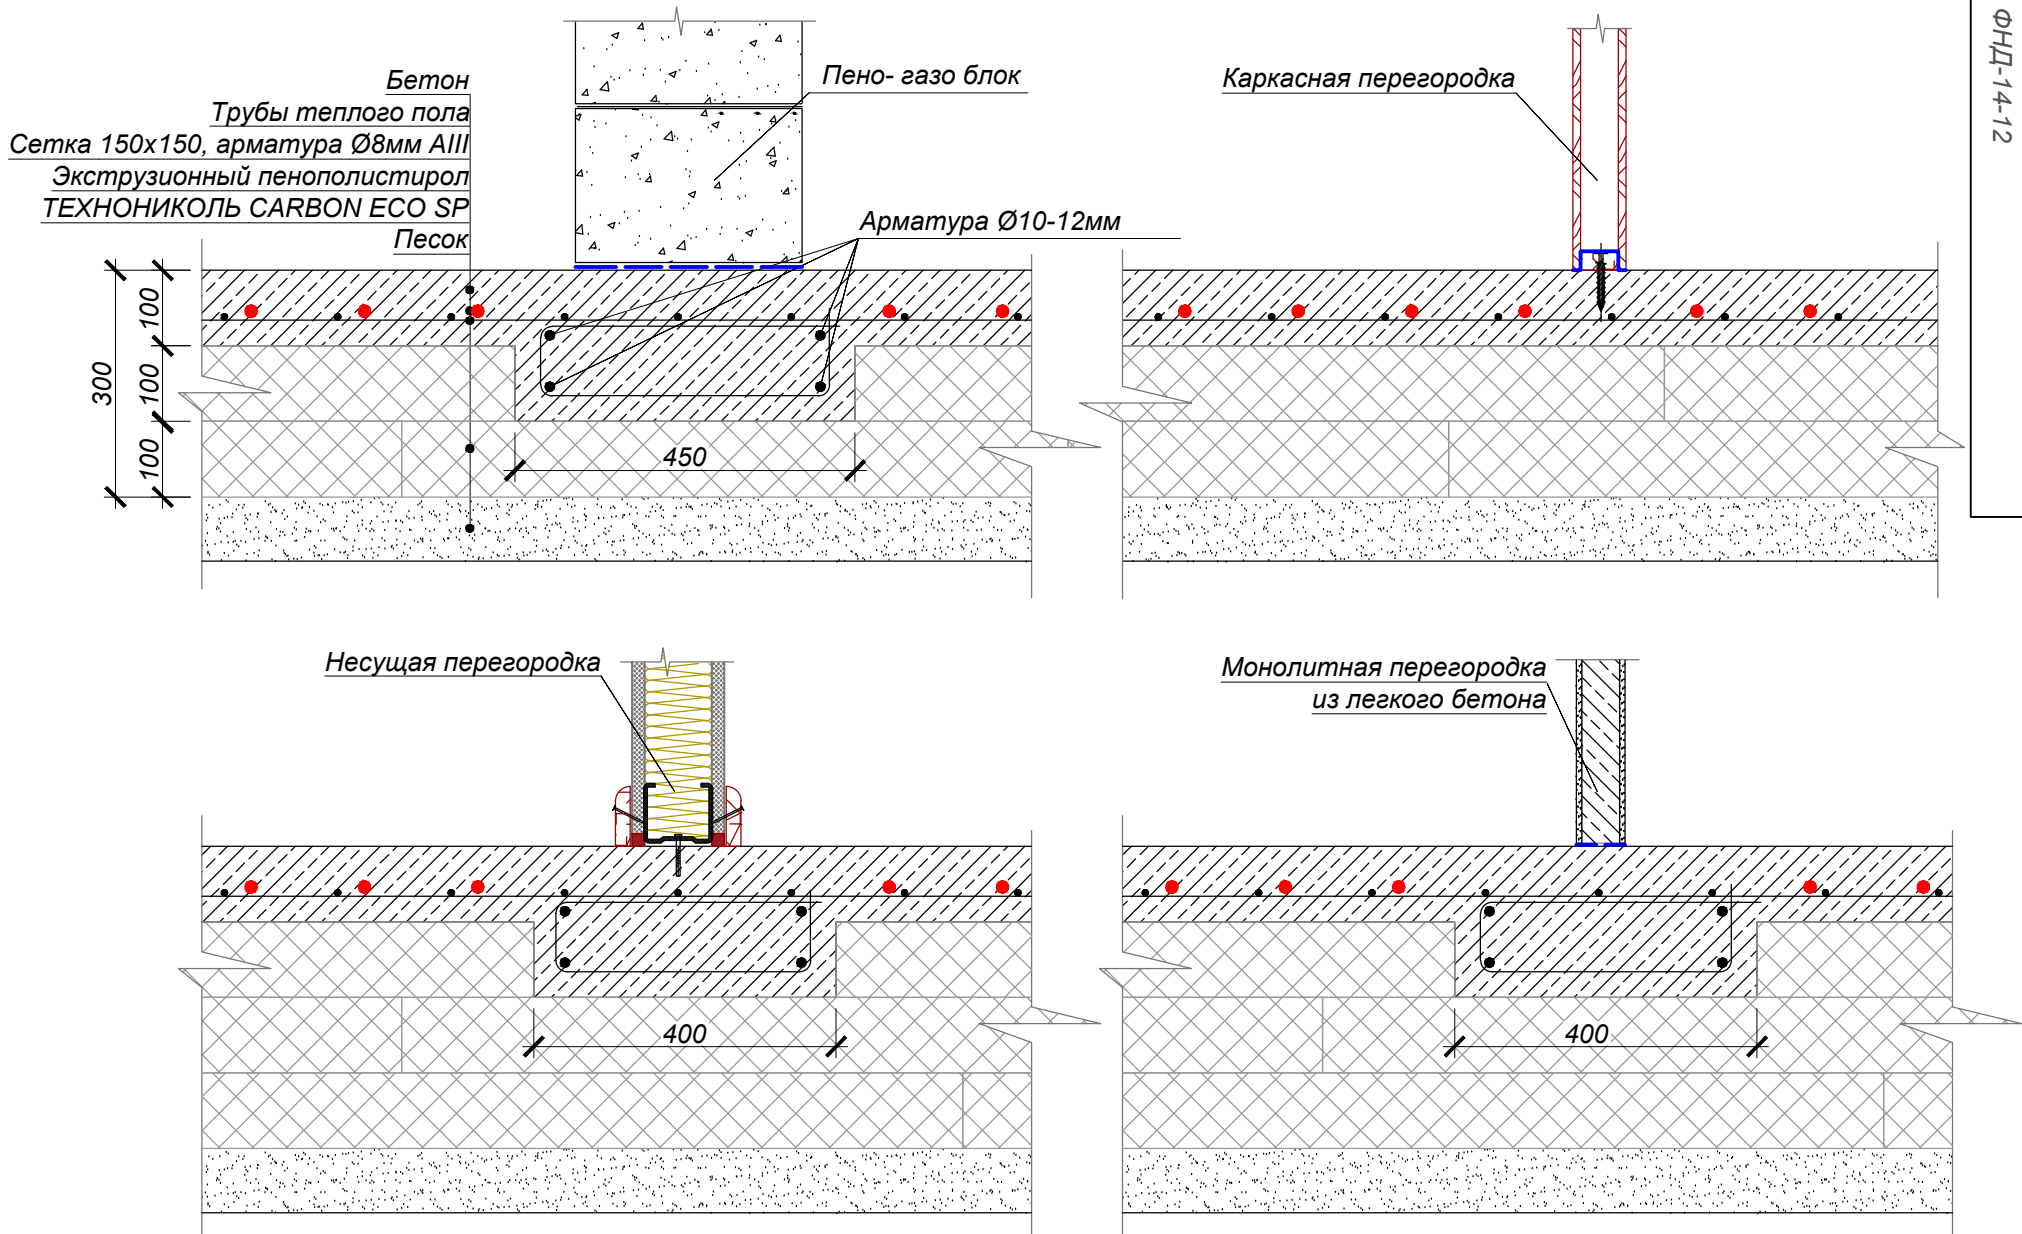 Бетон
Трубы теплого пола
Сетка 150х150, арматура Ø8мм АIII
Экструзионный пенополистирол
ТЕХНОНИКОЛЬ CARBON ECO SP
Песок
Пено- газо блок
Арматура Ø10-12мм
300
100
100
100
450
Каркасная перегородка
ФНД-14-12
Несущая перегородка
400
Монолитная перегородка
из легкого бетона
400